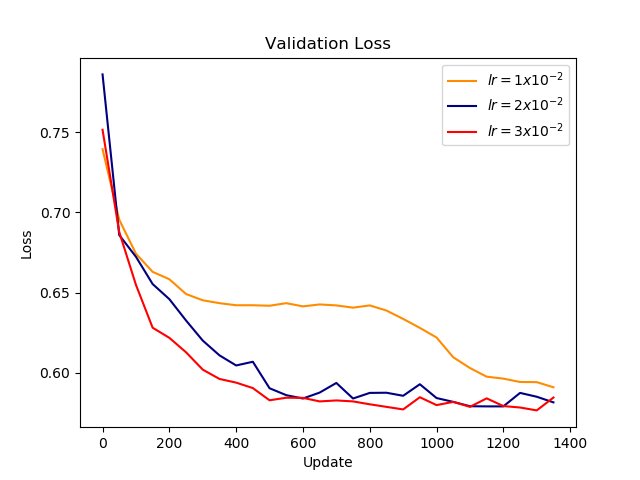 Validation Loss
lr = 1x10⁻²
lr = 2x10⁻²
lr = 3x10⁻²
0.75
0.70
0.65
0.60
Loss
0 200 400 600 800 1000 1200 1400
Update